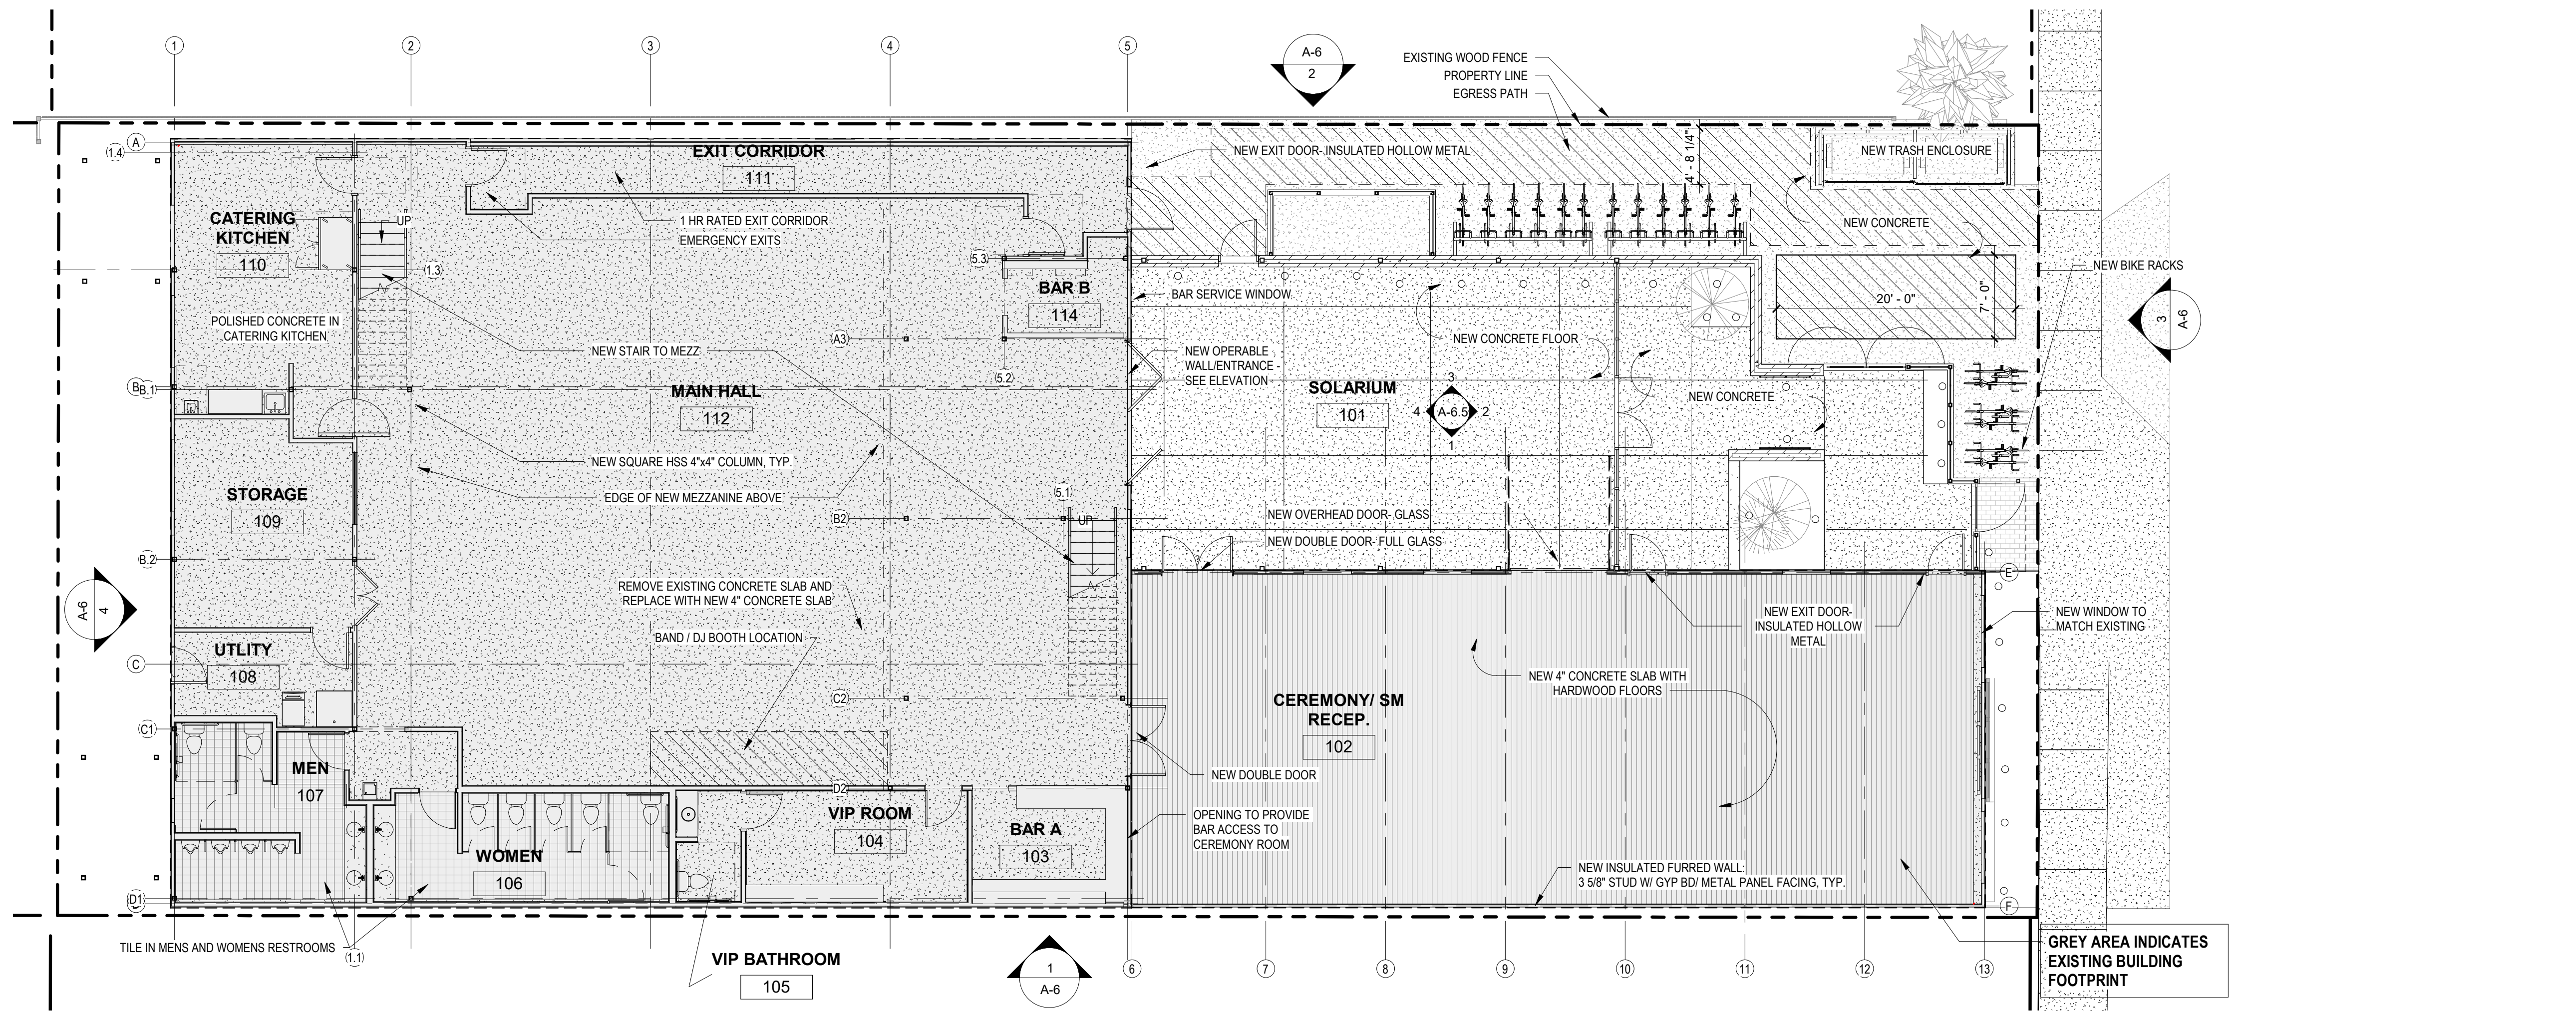 1
2
3
4
5
A-6
2
EXISTING WOOD FENCE
PROPERTY LINE
EGRESS PATH
A
1.4
EXIT CORRIDOR
111
NEW EXIT DOOR- INSULATED HOLLOW METAL
4' - 8 1/4"
NEW TRASH ENCLOSURE
CATERING
KITCHEN
110
UP
1 HR RATED EXIT CORRIDOR
EMERGENCY EXITS
NEW CONCRETE
1.3
5.3
BAR B
114
BAR SERVICE WINDOW
20' - 0"
7' - 0"
NEW BIKE RACKS
3
A-6
POLISHED CONCRETE IN
CATERING KITCHEN
NEW STAIR TO MEZZ
A3
5.2
NEW OPERABLE
WALL/ENTRANCE -
SEE ELEVATION
NEW CONCRETE FLOOR
B
B.1
MAIN HALL
112
SOLARIUM
101
3
4
A-6.5
2
1
NEW CONCRETE
NEW SQUARE HSS 4"x4" COLUMN, TYP.
STORAGE
109
EDGE OF NEW MEZZANINE ABOVE
5.1
B2
UP
NEW OVERHEAD DOOR- GLASS
NEW DOUBLE DOOR- FULL GLASS
B.2
E
A-6
4
REMOVE EXISTING CONCRETE SLAB AND
REPLACE WITH NEW 4" CONCRETE SLAB
NEW EXIT DOOR-
INSULATED HOLLOW
METAL
NEW WINDOW TO
MATCH EXISTING
BAND / DJ BOOTH LOCATION
UTLITY
108
C
C2
NEW 4" CONCRETE SLAB WITH
HARDWOOD FLOORS
CEREMONY/ SM
RECEP.
102
C1
MEN
107
NEW DOUBLE DOOR
D2
VIP ROOM
104
BAR A
103
OPENING TO PROVIDE
BAR ACCESS TO
CEREMONY ROOM
WOMEN
106
NEW INSULATED FURRED WALL:
3 5/8" STUD W/ GYP BD/ METAL PANEL FACING, TYP.
D1
F
TILE IN MENS AND WOMENS RESTROOMS
1.1
VIP BATHROOM
105
1
A-6
6
7
8
9
10
11
12
13
GREY AREA INDICATES
EXISTING BUILDING
FOOTPRINT